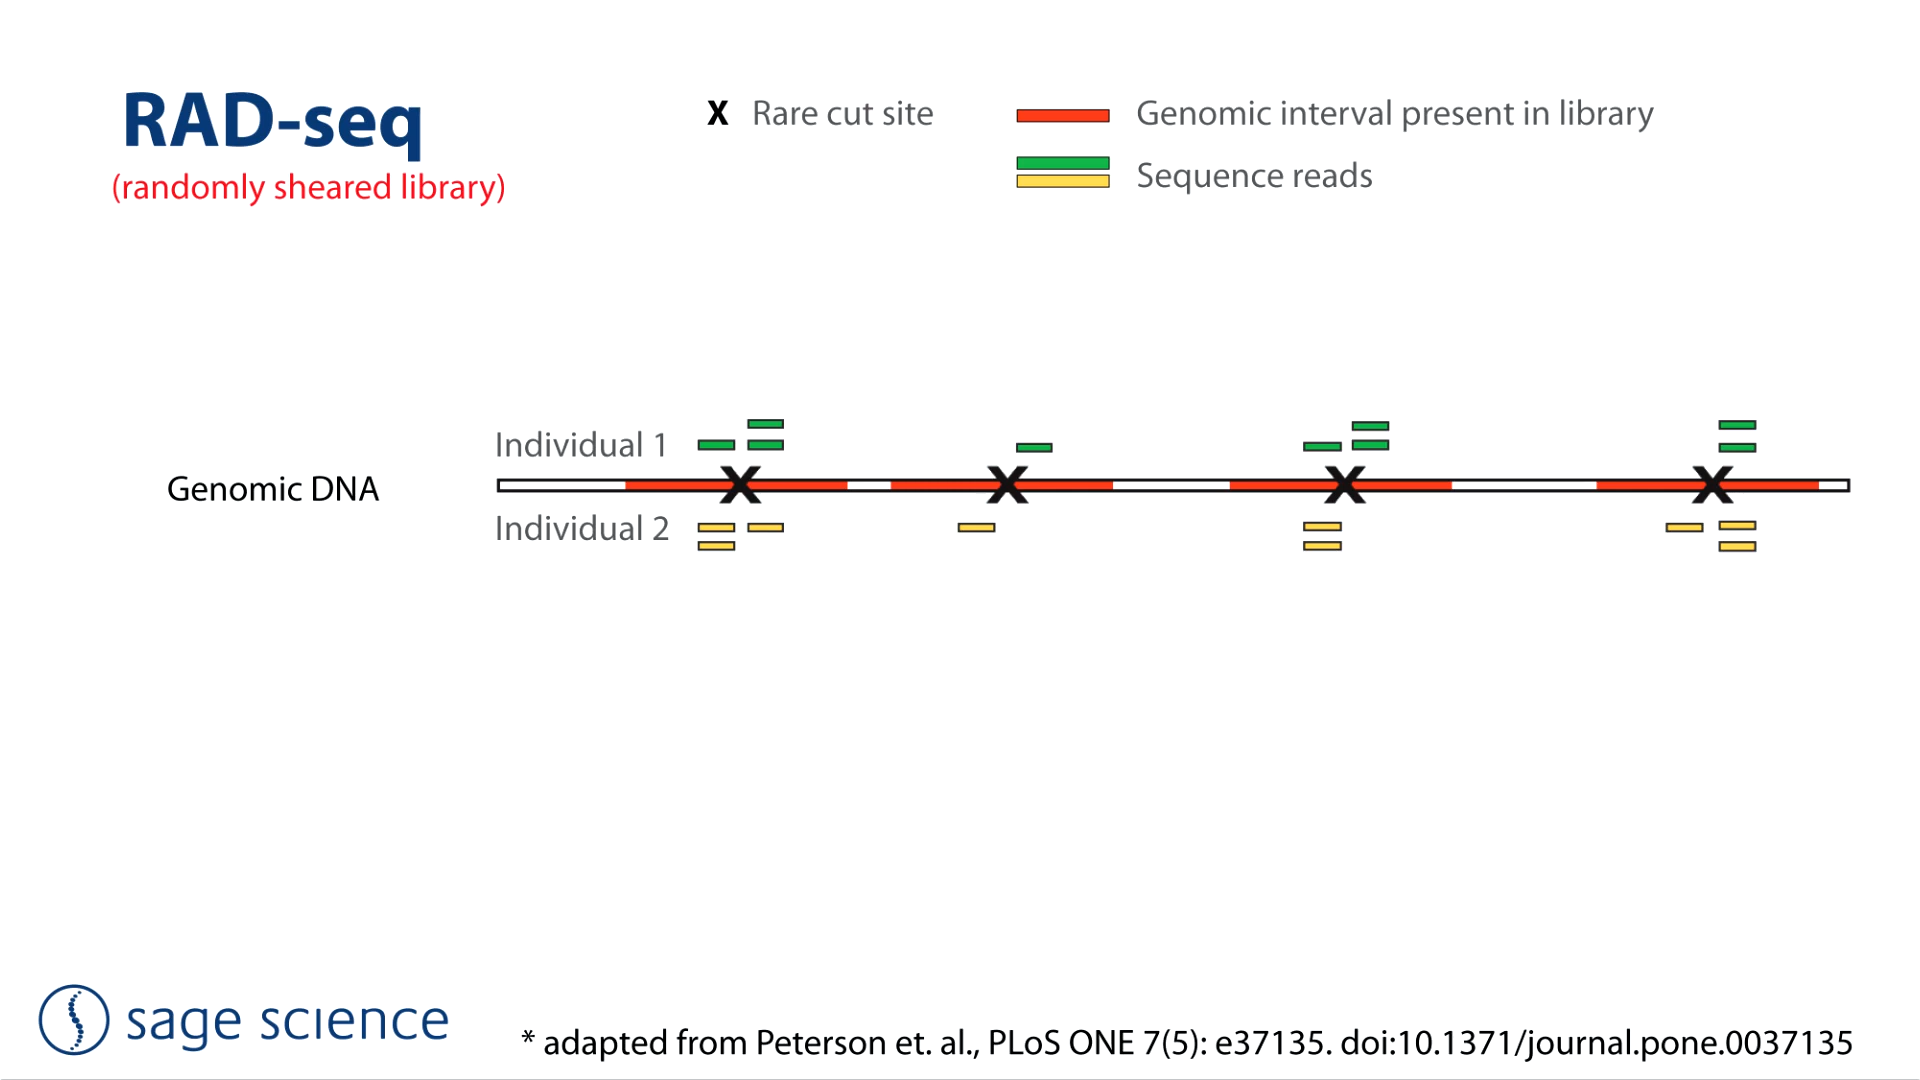 RAD-seq
(randomly sheared library)
X Rare cut site
Genomic interval present in library
Sequence reads
Individual 1
Genomic DNA
Individual 2
sage science
* adapted from Peterson et. al., PLoS ONE 7(5): e37135. doi:10.1371/journal.pone.0037135